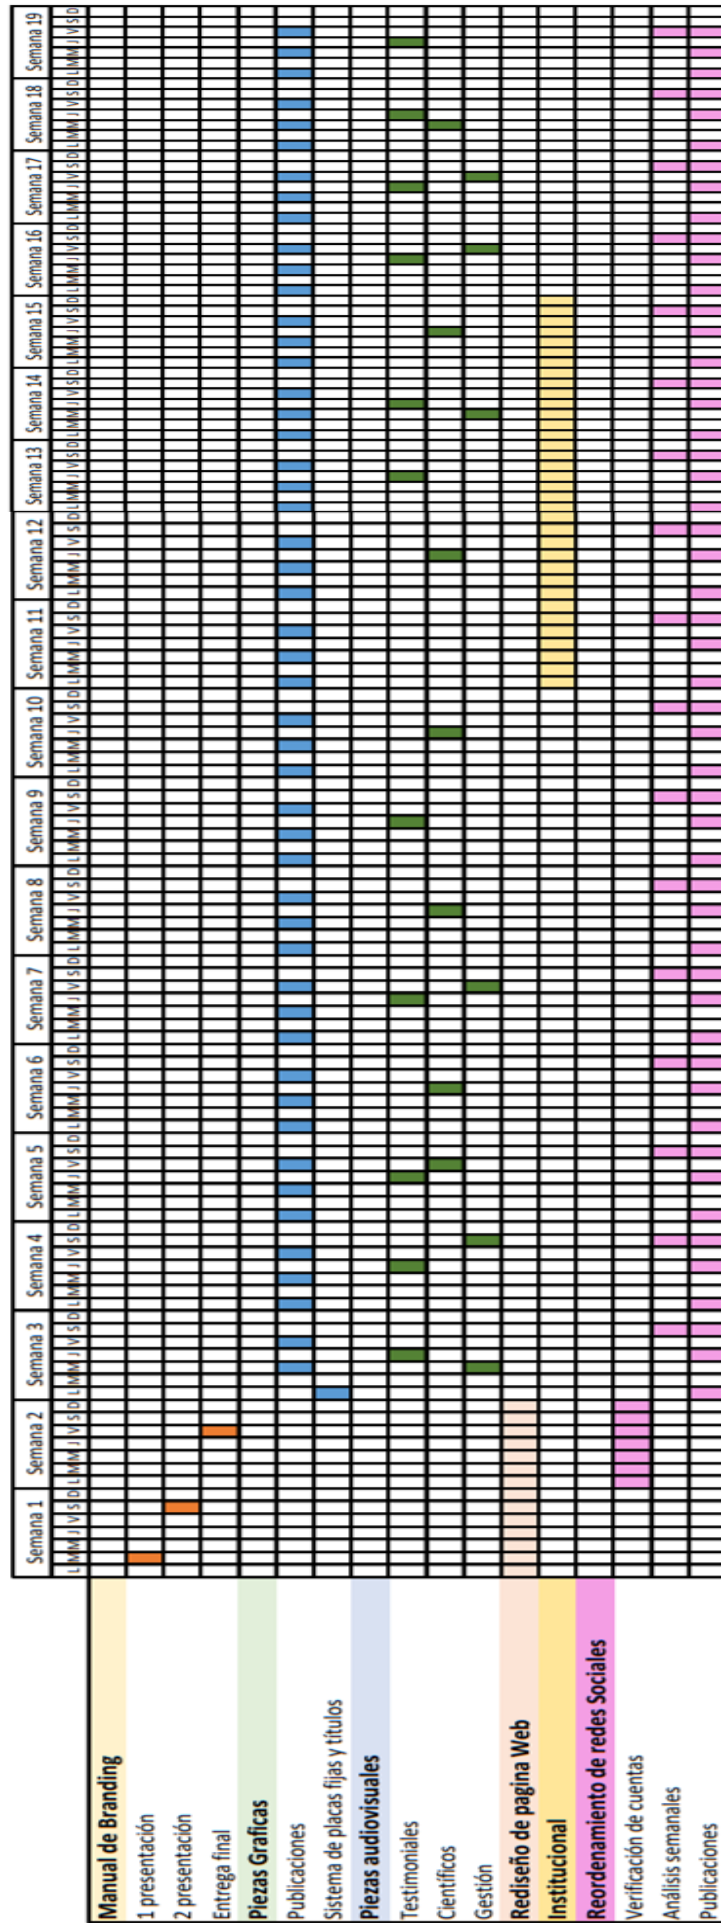 Semana 1 Semana 2 Semana 3 Semana 4 Semana 5 Semana 6 Semana 7 Semana 8 Semana 9 Semana 10 Semana 11 Semana 12 Semana 13 Semana 14 Semana 15 Semana 16 Semana 17 Semana 18 Semana 19
L M M J V S D L M M J V S D L M M J V S D L M M J V S D L M M J V S D L M M J V S D L M M J V S D L M M J V S D L M M J V S D L M M J V S D L M M J V S D L M M J V S D L M M J V S D L M M J V S D L M M J V S D L M M J V S D L M M J V S D L M M J V S D L M M J V S D
Manual de Branding
1 presentación
2 presentación
Entrega final
Piezas Graficas
Publicaciones
Sistema de placas fijas y títulos
Piezas audiovisuales
Testimoniales
Científicos
Gestión
Rediseño de pagina Web
Institucional
Reordenamiento de redes Sociales
Verificación de cuentas
Análisis semanales
Publicaciones